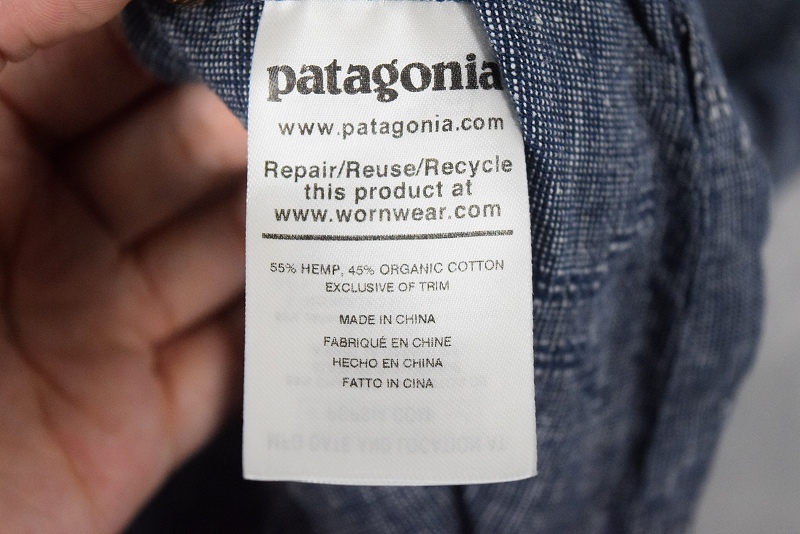 patagonia
www.patagonia.com
Repair/Reuse/Recycle
this product at
www.wornwear.com
55% HEMP, 45% ORGANIC COTTON
EXCLUSIVE OF TRIM
MADE IN CHINA
FABRIQUÉ EN CHINE
HECHO EN CHINA
FATTO IN CINA